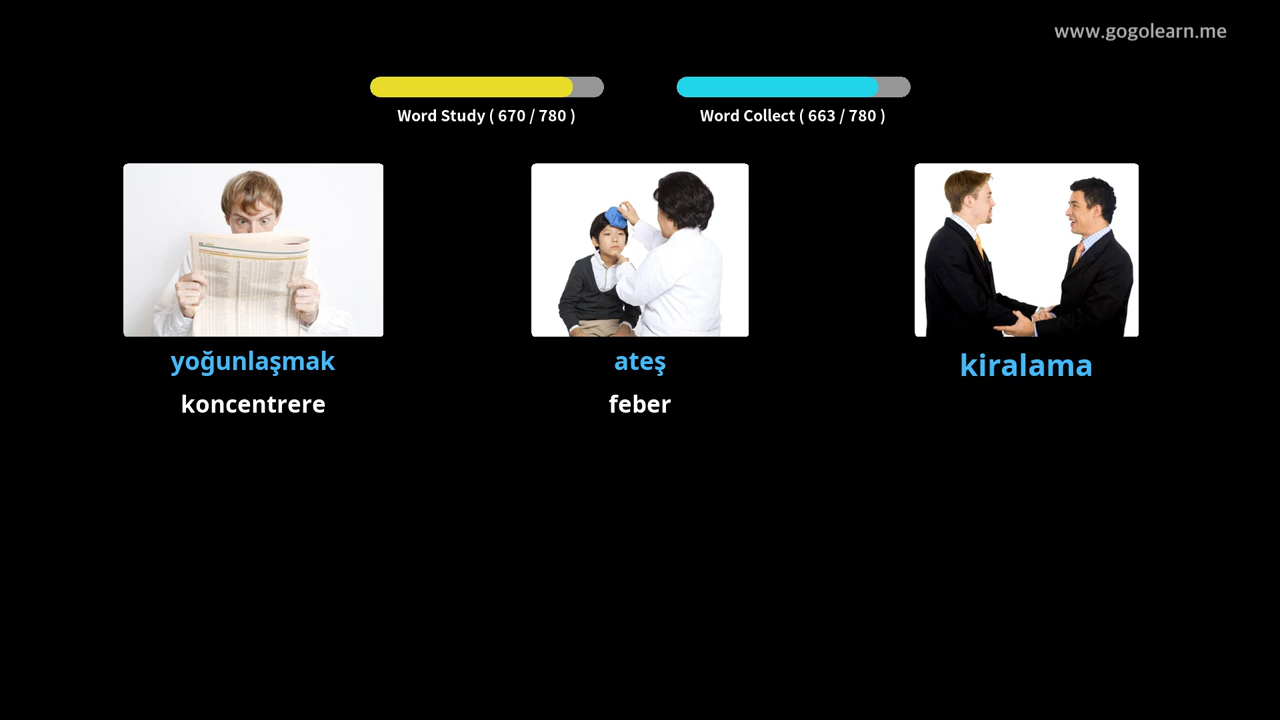 www.gogolearn.me
Word Study ( 670 / 780 )
Word Collect ( 663 / 780 )
yoğunlaşmak
koncentrere
ateş
feber
kiralama